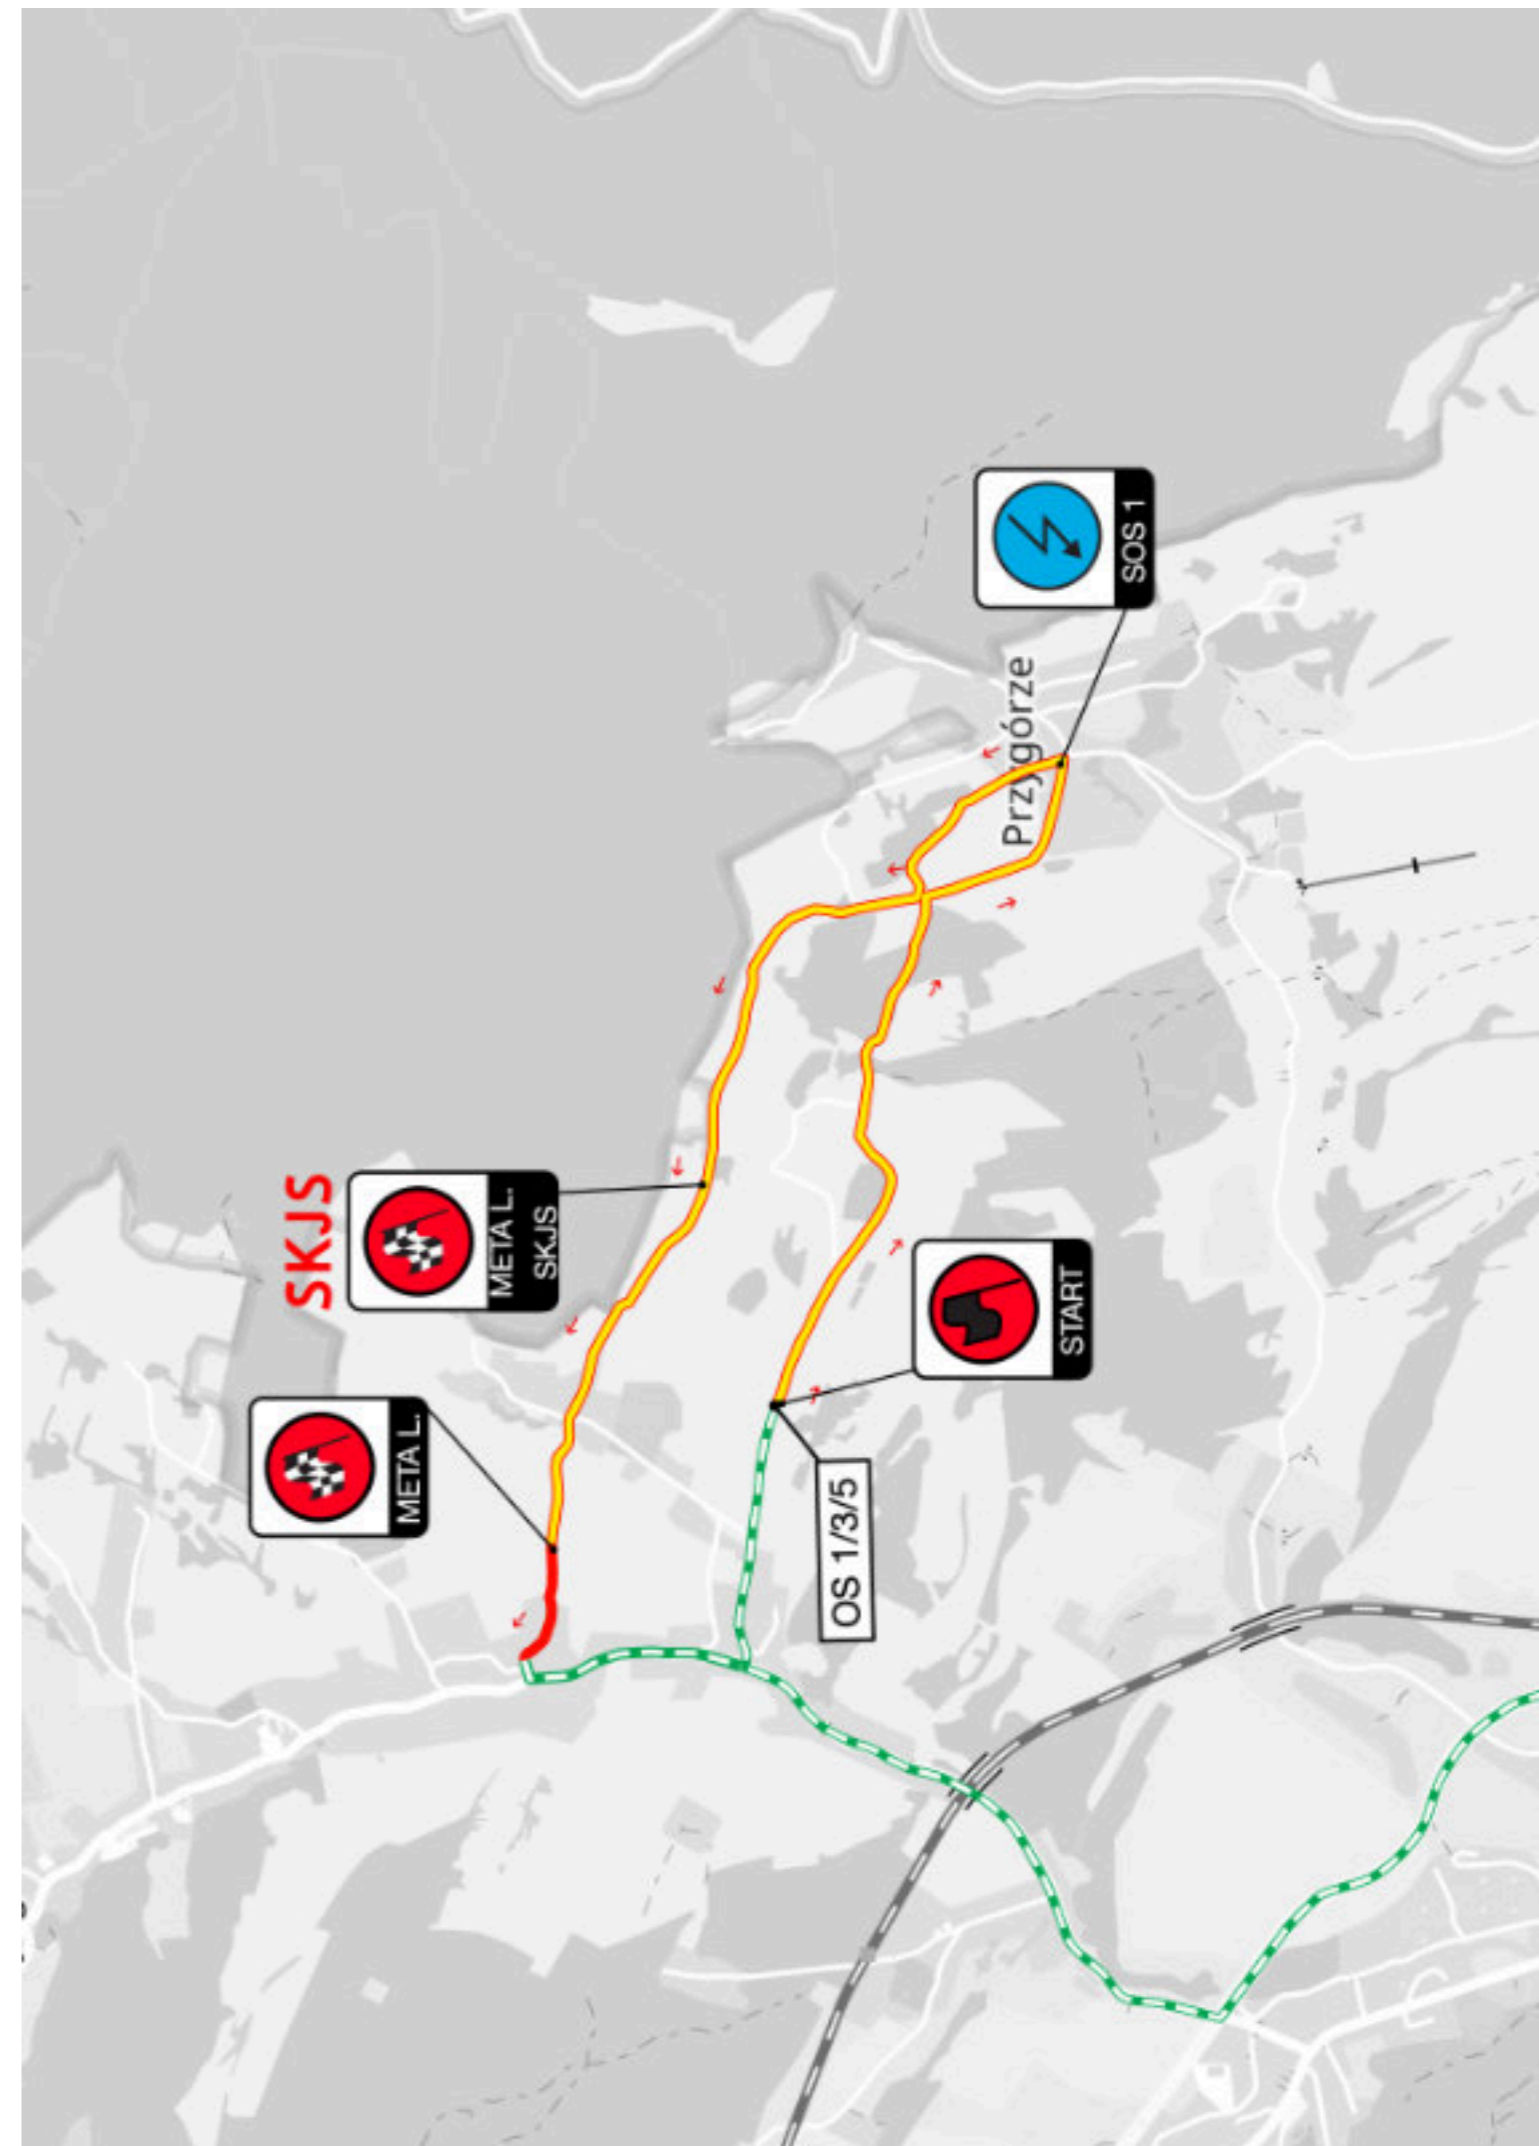 SKJS
META L.
SKJS
META L.
SOS 1
Przygórze
START
OS 1/3/5